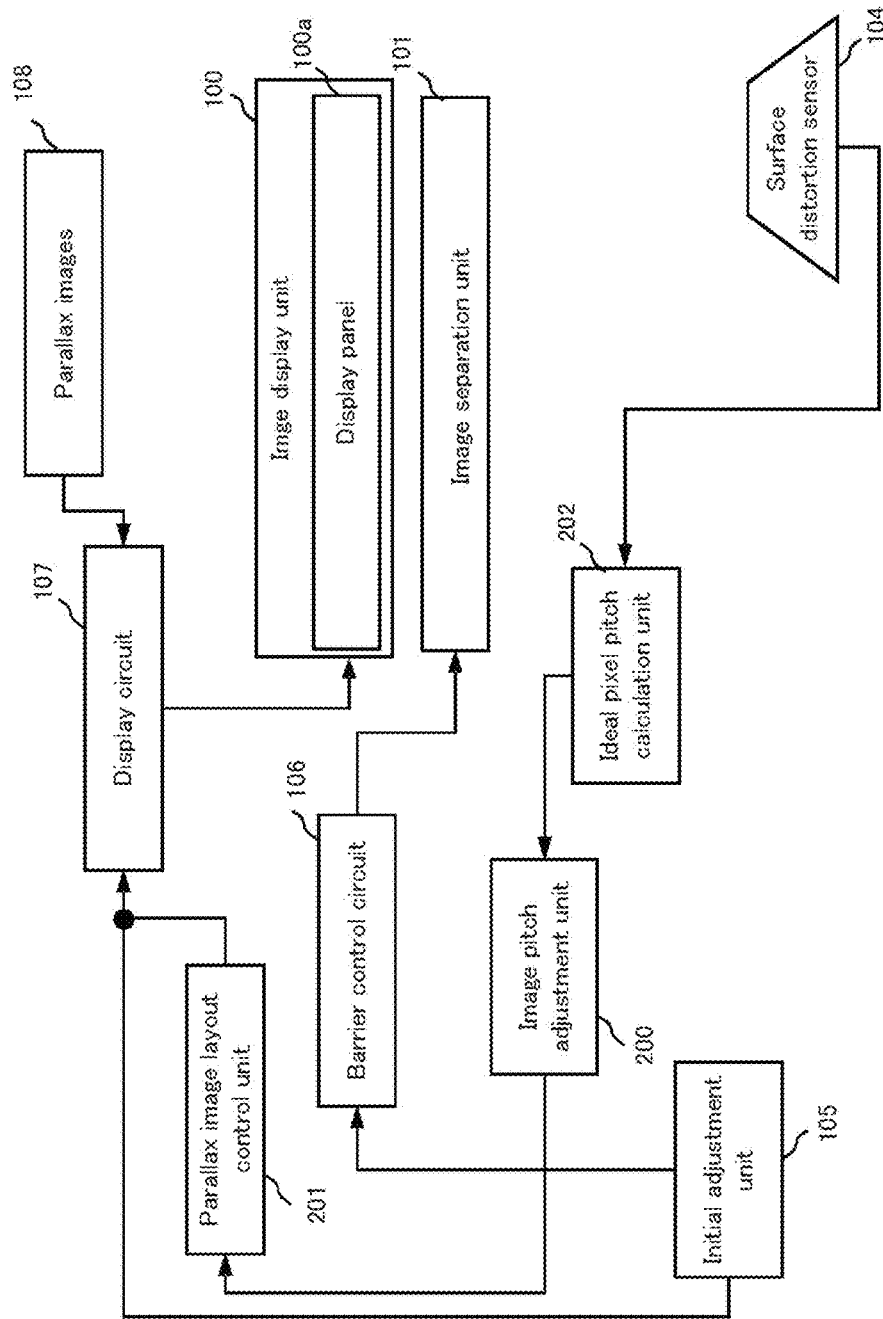 108
Parallax images
107
Display circuit
100
Imge display unit
100a
Display panel
101
Image separation unit
Parallax image layout
control unit
201
106
Barrier control circuit
Image pitch
adjustment unit
200
202
Ideal pixel pitch
calculation unit
Surface
distortion sensor
104
Initial adjustment
unit
105